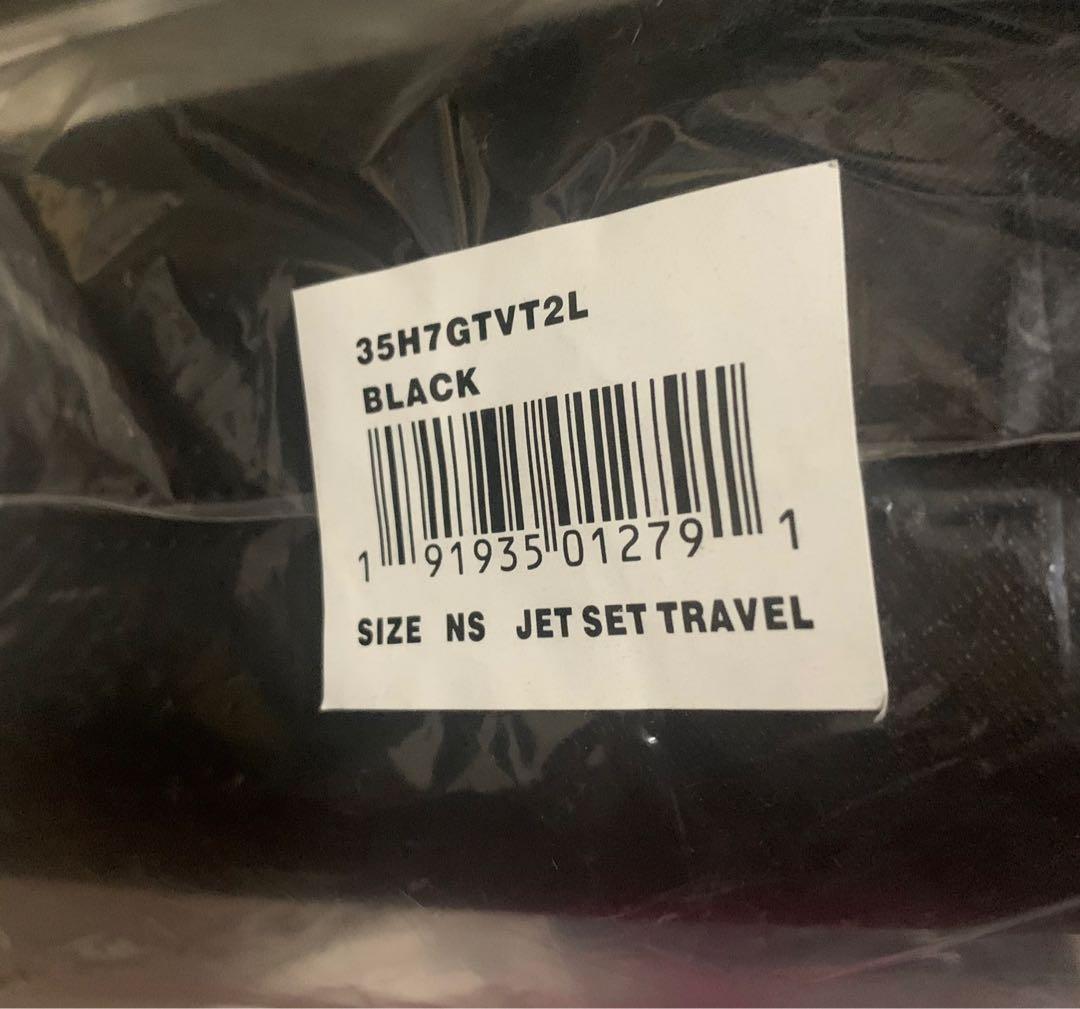 35H7GTVT2L
BLACK
1 91935 01279 1
SIZE NS JET SET TRAVEL